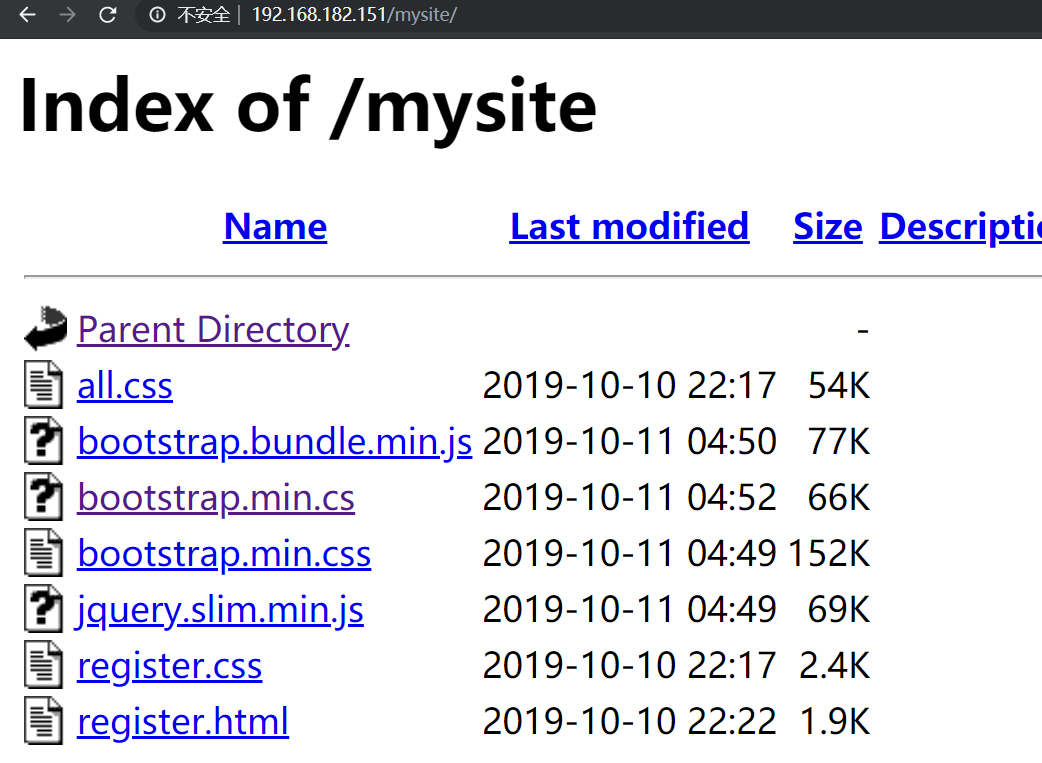 不安全 | 192.168.182.151/mysite/
Index of /mysite
Name Last modified Size Descriptio
Parent Directory -
all.css 2019-10-10 22:17 54K
bootstrap.bundle.min.js 2019-10-11 04:50 77K
bootstrap.min.cs 2019-10-11 04:52 66K
bootstrap.min.css 2019-10-11 04:49 152K
jquery.slim.min.js 2019-10-11 04:49 69K
register.css 2019-10-10 22:17 2.4K
register.html 2019-10-10 22:22 1.9K